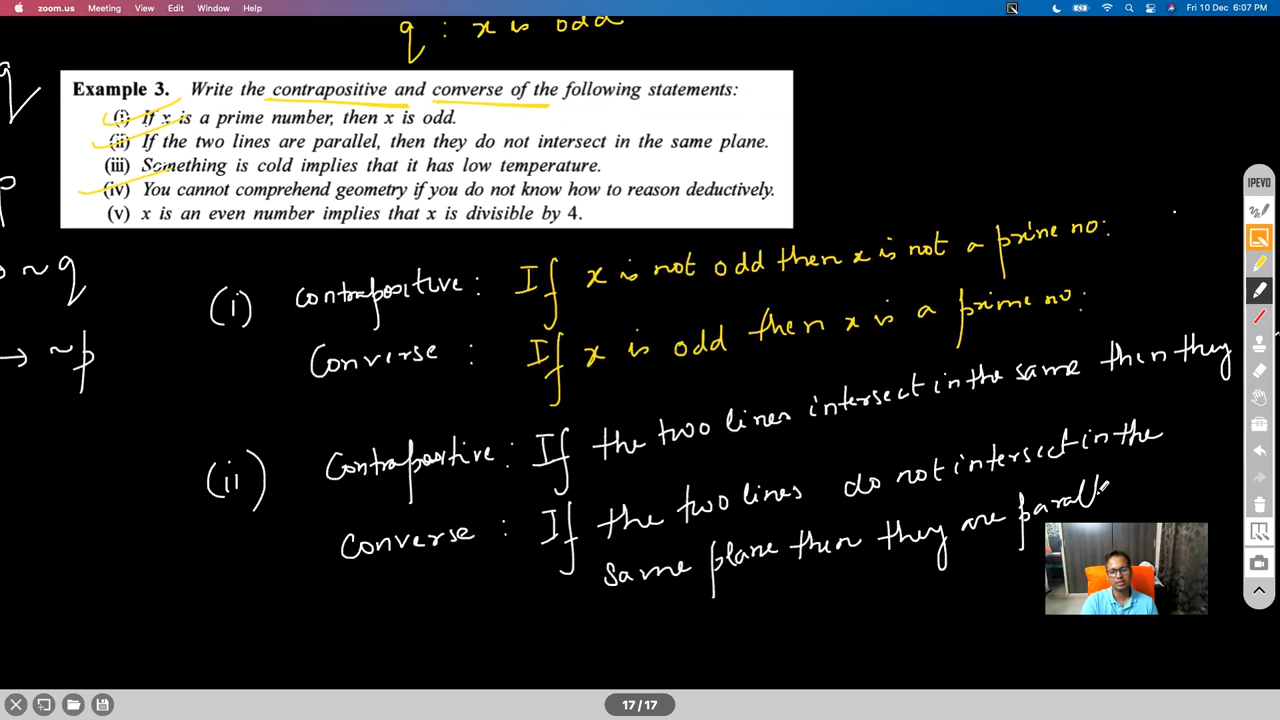 zoom.us Meeting View Edit Window Help Fri 10 Dec 6:07 PM
q : x is odd
q
Example 3. Write the contrapositive and converse of the following statements:
(i) If x is a prime number, then x is odd.
(ii) If the two lines are parallel, then they do not intersect in the same plane.
(iii) Something is cold implies that it has low temperature.
(iv) You cannot comprehend geometry if you do not know how to reason deductively.
(v) x is an even number implies that x is divisible by 4.
IPEVO
p
~q
→ ~p
(i) Contrapositive : If x is not odd then x is not a prime no:
Converse : If x is odd then x is a prime no:
(ii) Contrapositive : If the two lines intersect in the same then they
Converse : If the two lines do not intersect in the
same plane then they are parall
17/17